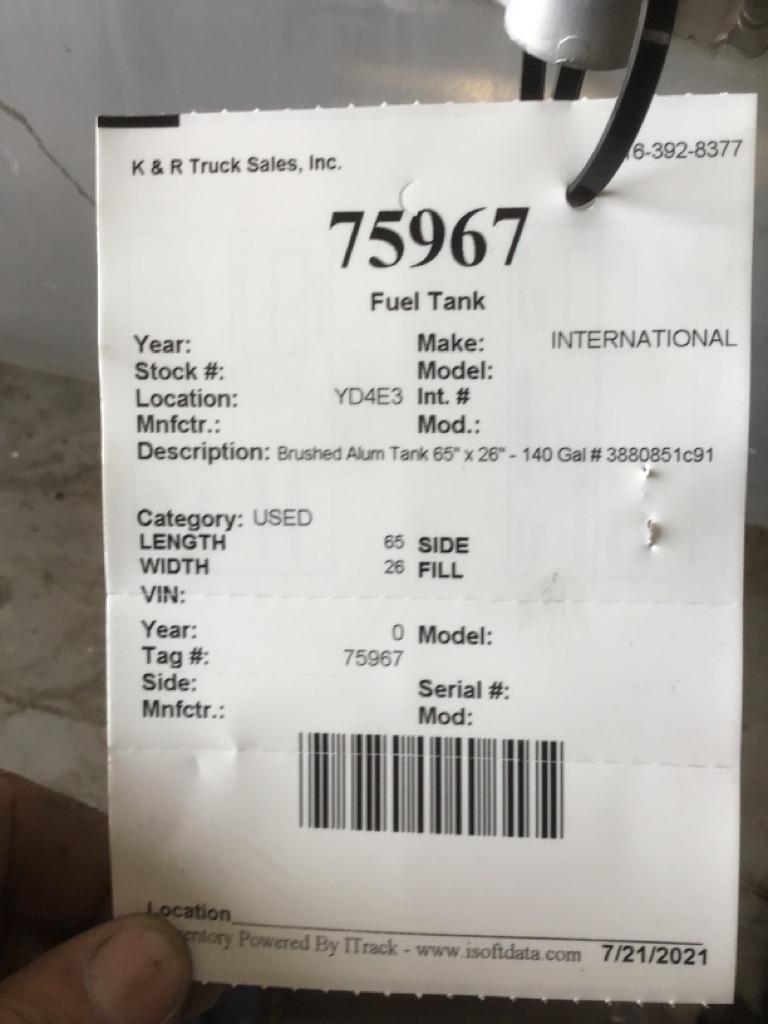 K & R Truck Sales, Inc. 6-392-8377
75967
Fuel Tank
Year: Make: INTERNATIONAL
Stock #: Model:
Location: YD4E3 Int. #
Mnfctr.: Mod.:
Description: Brushed Alum Tank 65" x 26" - 140 Gal # 3880851c91
Category: USED
LENGTH 65 SIDE
WIDTH 26 FILL
VIN:
Year: 0 Model:
Tag #: 75967
Side: Serial #:
Mnfctr.: Mod:
Location
entory Powered By ITrack - www.isoftdata.com 7/21/2021